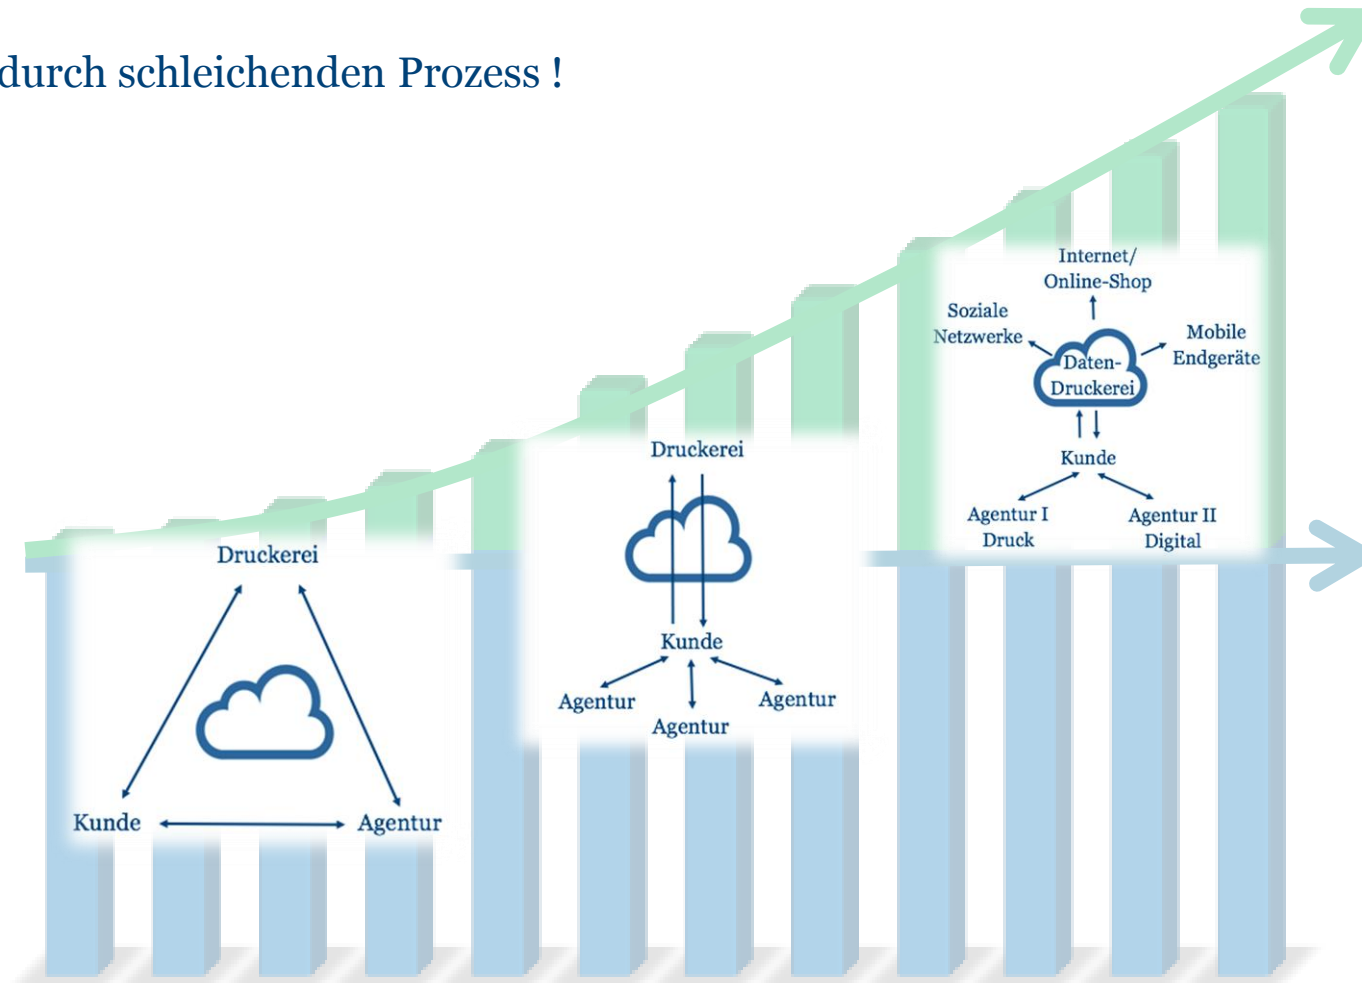 durch schleichenden Prozess !
Druckerei
Kunde
Agentur
Druckerei
Kunde
Agentur
Agentur
Agentur
Internet/
Online-Shop
Soziale
Netzwerke
Mobile
Endgeräte
Daten-
Druckerei
Kunde
Agentur I
Druck
Agentur II
Digital